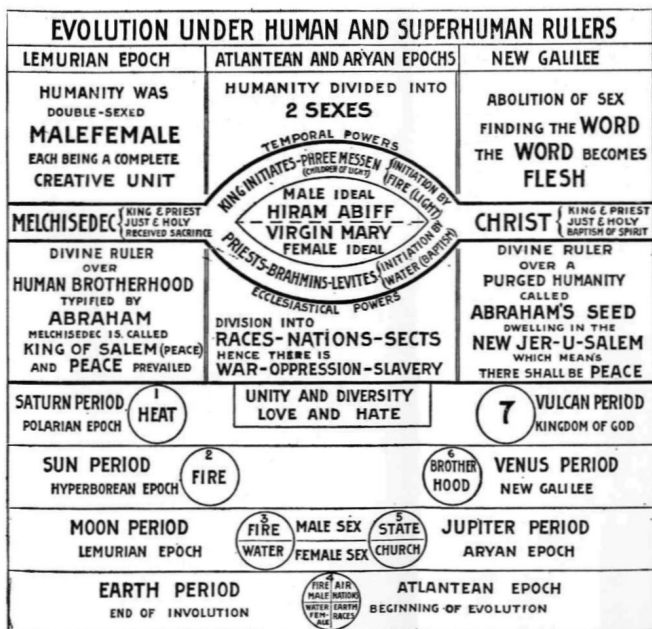 EVOLUTION UNDER HUMAN AND SUPERHUMAN RULERS
LEMURIAN EPOCH
ATLANTEAN AND ARYAN EPOCHS
NEW GALILEE
HUMANITY WAS
DOUBLE-SEXED
MALEFEMALE
EACH BEING A COMPLETE
CREATIVE UNIT
HUMANITY DIVIDED INTO
2 SEXES
TEMPORAL POWERS
KING INITIATES-PHREE MESSEN
(CHILDREN OF LIGHT)
INITIATION BY
FIRE (LIGHT)
MALE IDEAL
HIRAM ABIFF
VIRGIN MARY
FEMALE IDEAL
PRIESTS-BRAHMINS-LEVITES
INITIATION BY
WATER (BAPTISM)
ECCLESIASTICAL POWERS
ABOLITION OF SEX
FINDING THE WORD
THE WORD BECOMES
FLESH
MELCHISEDEC
KING & PRIEST
JUST & HOLY
RECEIVED SACRIFICE
CHRIST
KING & PRIEST
JUST & HOLY
BAPTISM OF SPIRIT
DIVINE RULER
OVER
HUMAN BROTHERHOOD
TYPIFIED BY
ABRAHAM
MELCHISEDEC IS CALLED
KING OF SALEM (PEACE)
AND PEACE PREVAILED
DIVISION INTO
RACES-NATIONS-SECTS
HENCE THERE IS
WAR-OPPRESSION-SLAVERY
DIVINE RULER
OVER A
PURGED HUMANITY
CALLED
ABRAHAM'S SEED
DWELLING IN THE
NEW JER-U-SALEM
WHICH MEANS
THERE SHALL BE PEACE
SATURN PERIOD
POLARIAN EPOCH
1
HEAT
UNITY AND DIVERSITY
LOVE AND HATE
7
VULCAN PERIOD
KINGDOM OF GOD
SUN PERIOD
HYPERBOREAN EPOCH
2
FIRE
6
BROTHER
HOOD
VENUS PERIOD
NEW GALILEE
MOON PERIOD
LEMURIAN EPOCH
3
FIRE
WATER
MALE SEX
FEMALE SEX
5
STATE
CHURCH
JUPITER PERIOD
ARYAN EPOCH
EARTH PERIOD
END OF INVOLUTION
4
FIRE
MALE
AIR
NATIONS
WATER
FEM-
ALE
EARTH
RACES
ATLANTEAN EPOCH
BEGINNING OF EVOLUTION